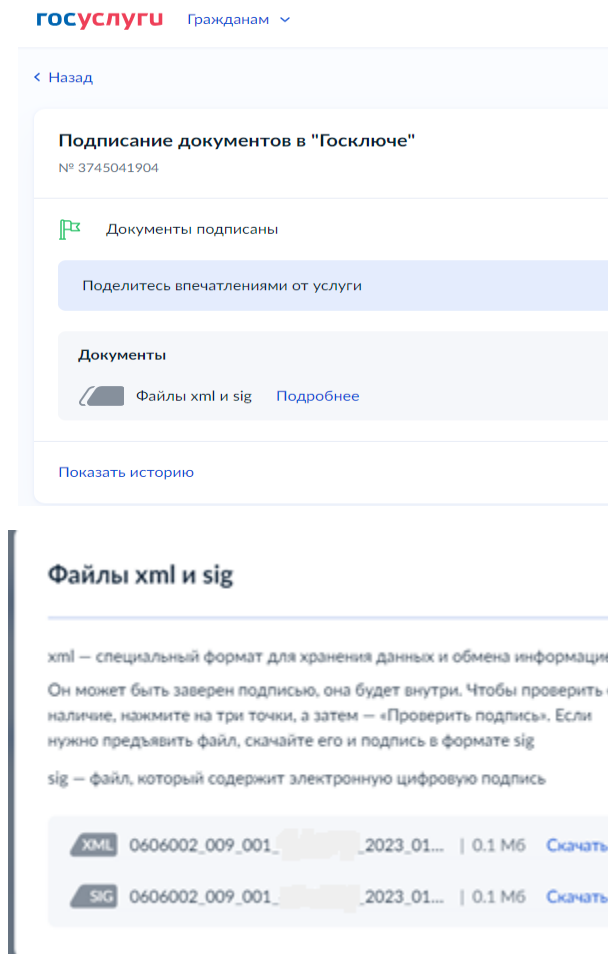 госуслуги Гражданам
Назад
Подписание документов в "Госключе"
№ 3745041904
Документы подписаны
Поделитесь впечатлениями от услуги
Документы
Файлы xml и sig Подробнее
Показать историю
Файлы xml и sig
xml — специальный формат для хранения данных и обмена информацие
Он может быть заверен подписью, она будет внутри. Чтобы проверить
наличие, нажмите на три точки, а затем — «Проверить подпись». Если
нужно предъявить файл, скачайте его и подпись в формате sig
sig — файл, который содержит электронную цифровую подпись
XML 0606002_009_001_ _2023_01... | 0.1 Мб Скачать
SIG 0606002_009_001_ _2023_01... | 0.1 Мб Скачать